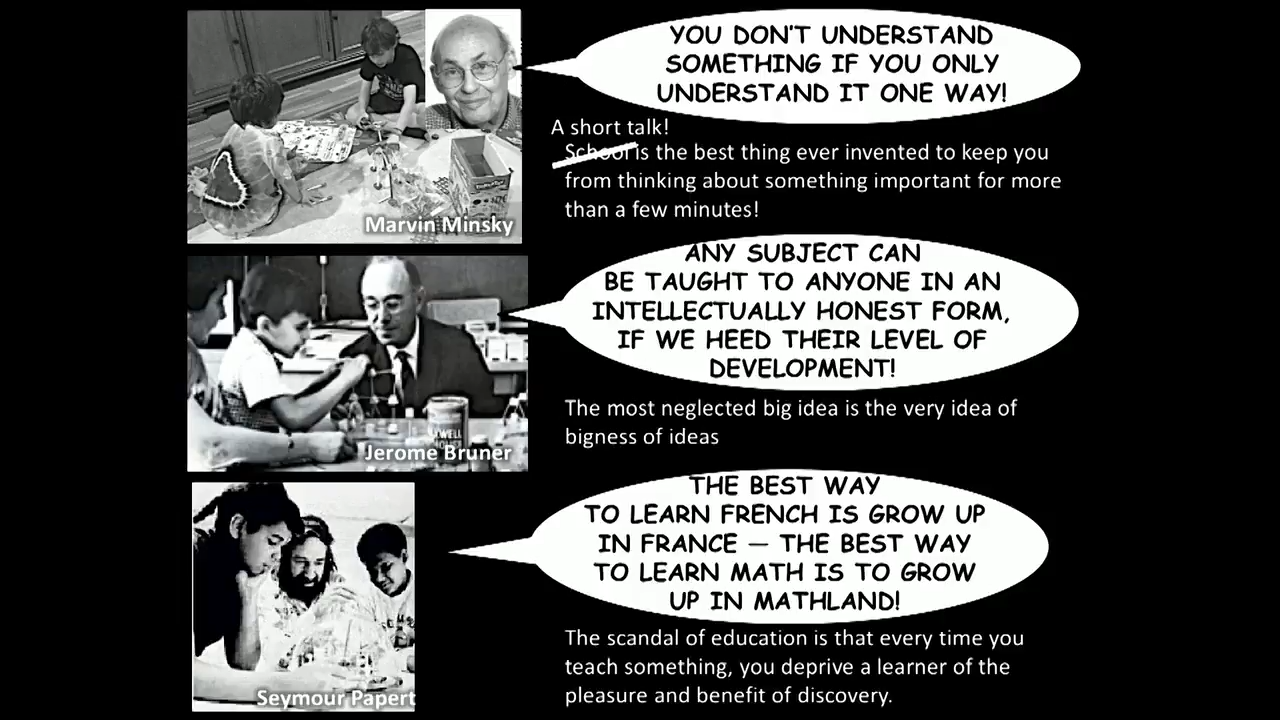 YOU DON'T UNDERSTAND
SOMETHING IF YOU ONLY
UNDERSTAND IT ONE WAY!
A short talk!
School is the best thing ever invented to keep you
from thinking about something important for more
than a few minutes!
Marvin Minsky
ANY SUBJECT CAN
BE TAUGHT TO ANYONE IN AN
INTELLECTUALLY HONEST FORM,
IF WE HEED THEIR LEVEL OF
DEVELOPMENT!
The most neglected big idea is the very idea of
bigness of ideas
Jerome Bruner
THE BEST WAY
TO LEARN FRENCH IS GROW UP
IN FRANCE — THE BEST WAY
TO LEARN MATH IS TO GROW
UP IN MATHLAND!
The scandal of education is that every time you
teach something, you deprive a learner of the
pleasure and benefit of discovery.
Seymour Papert